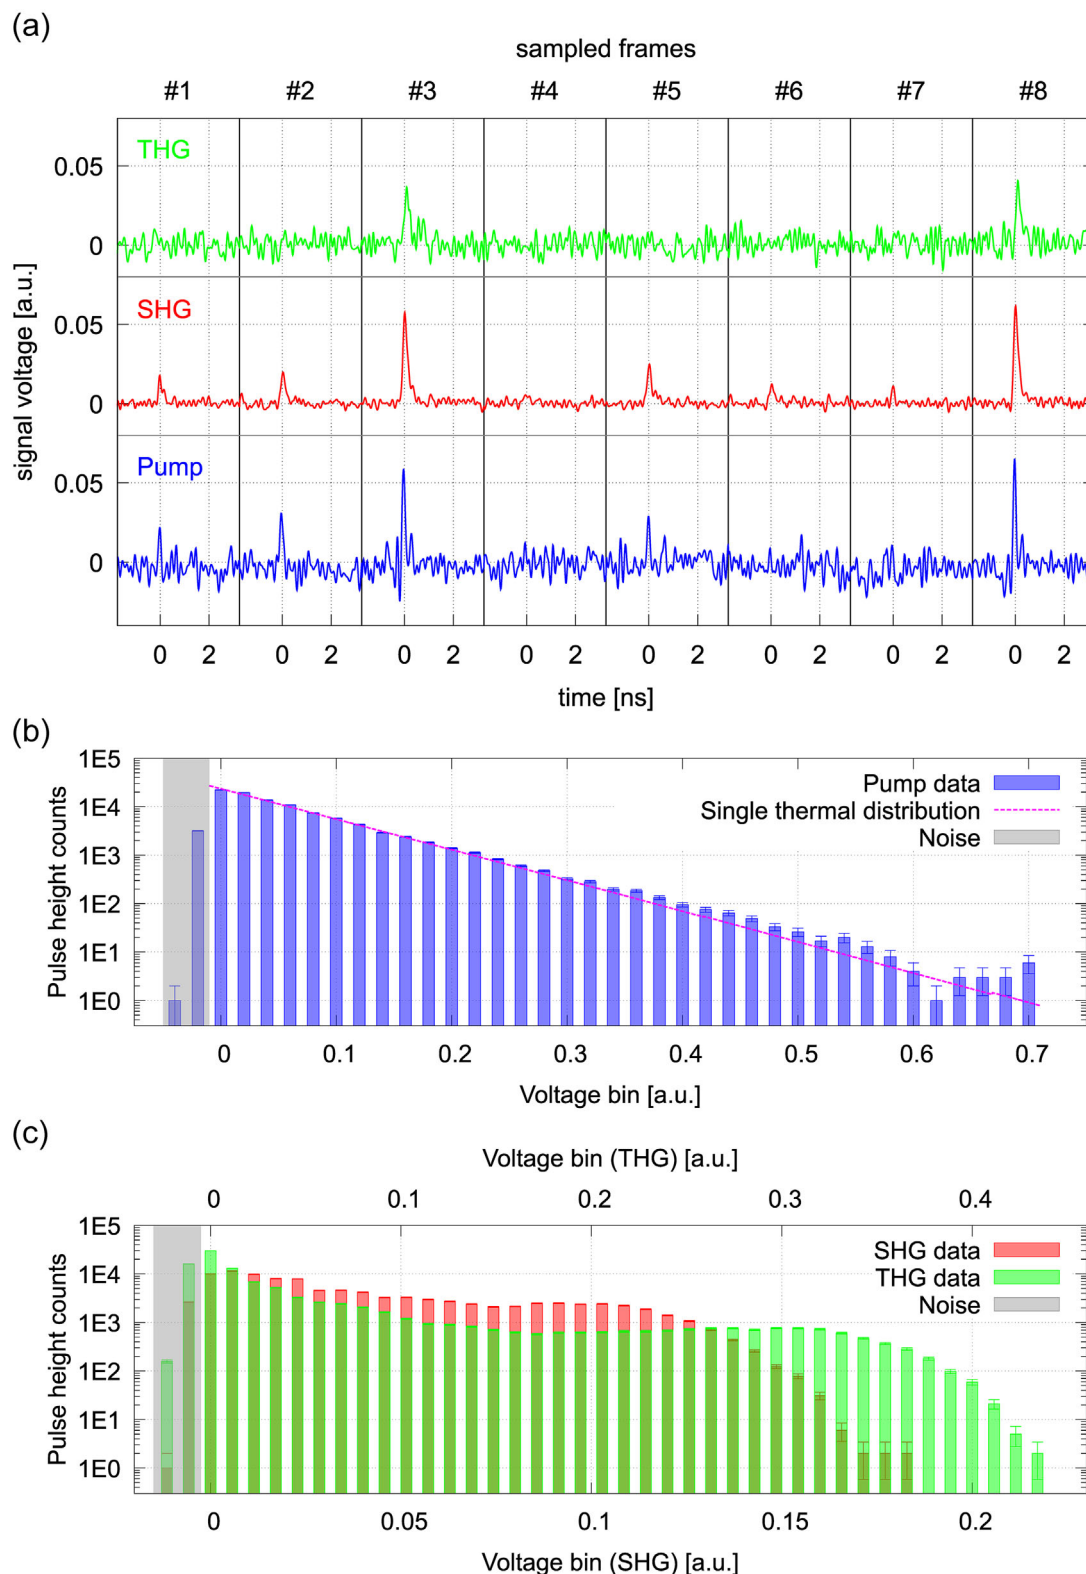 (a)
sampled frames
#1 #2 #3 #4 #5 #6 #7 #8
THG
0.05
0
SHG
0.05
0
signal voltage [a.u.]
Pump
0.05
0
0 2 0 2 0 2 0 2 0 2 0 2 0 2 0 2
time [ns]
(b)
1E5
1E4
1E3
1E2
1E1
1E0
Pulse height counts
Pump data
Single thermal distribution
Noise
0 0.1 0.2 0.3 0.4 0.5 0.6 0.7
Voltage bin [a.u.]
(c)
Voltage bin (THG) [a.u.]
0 0.1 0.2 0.3 0.4
1E5
1E4
1E3
1E2
1E1
1E0
Pulse height counts
SHG data
THG data
Noise
0 0.05 0.1 0.15 0.2
Voltage bin (SHG) [a.u.]